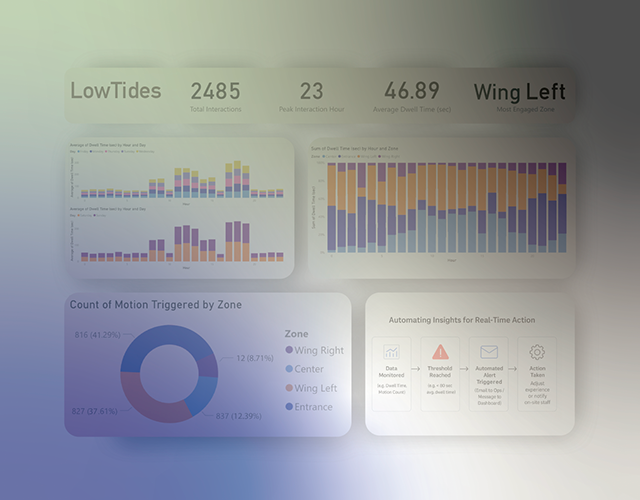 LowTides
2485
Total Interactions
23
Peak Interaction Hour
46.89
Average Dwell Time (sec)
Wing Left
Most Engaged Zone
Average of Dwell Time (sec) by Hour and Day
Average of Dwell Time (sec) by Hour and Day
Sum of Dwell Time (sec) by Hour and Zone
Count of Motion Triggered by Zone
816 (41.29%)
12 (8.71%)
827 (37.61%)
837 (12.39%)
Zone
Wing Right
Center
Wing Left
Entrance
Automating Insights for Real-Time Action
Data
Monitored
(e.g. Dwell Time,
Motion Count)
Threshold
Reached
(e.g. > 90 sec
avg. dwell time)
Automated
Alert
Triggered
(Email to Ops /
Message to
Dashboard)
Action
Taken
Adjust
experience
or notify
on-site staff